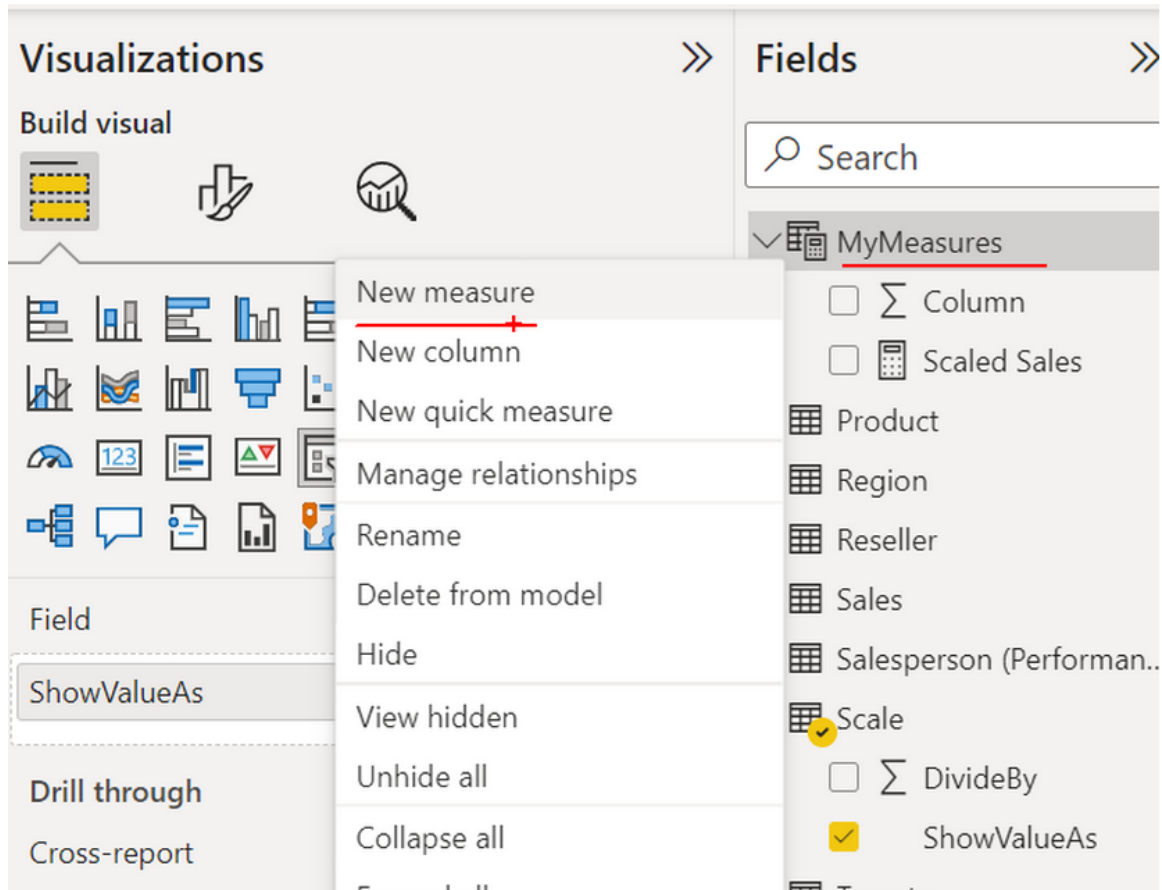 Visualizations
Build visual
Field
ShowValueAs
Drill through
Cross-report
New measure
New column
New quick measure
Manage relationships
Rename
Delete from model
Hide
View hidden
Unhide all
Collapse all
Fields
Search
MyMeasures
Column
Scaled Sales
Product
Region
Reseller
Sales
Salesperson (Performan..
Scale
DivideBy
ShowValueAs
123